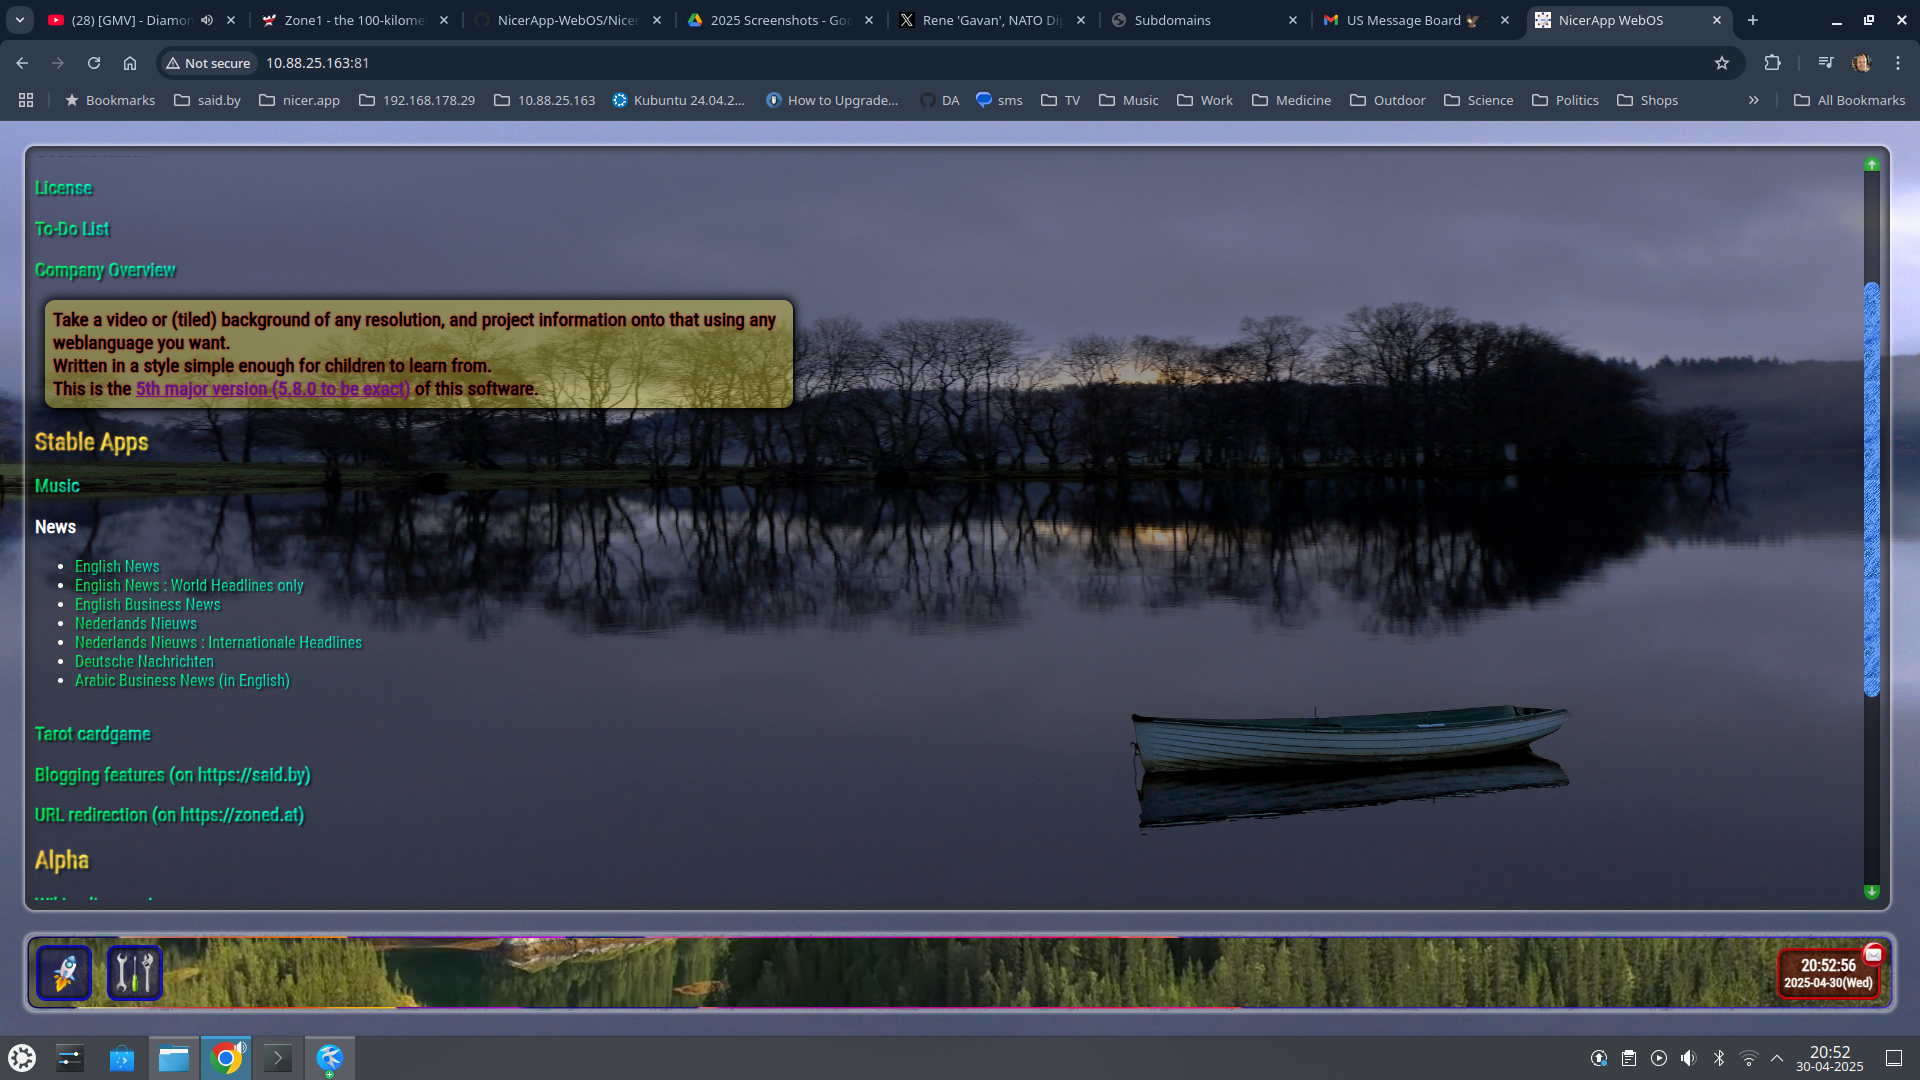 (28) [GMV] - Diamon
Zone1 - the 100-kilome
NicerApp-WebOS/Nicer
2025 Screenshots - Goo
Rene 'Gavan', NATO Di
Subdomains
US Message Board
NicerApp WebOS
Not secure
10.88.25.163:81
Bookmarks
said.by
nicer.app
192.168.178.29
10.88.25.163
Kubuntu 24.04.2...
How to Upgrade...
DA
sms
TV
Music
Work
Medicine
Outdoor
Science
Politics
Shops
All Bookmarks
License
To-Do List
Company Overview
Take a video or (tiled) background of any resolution, and project information onto that using any
weblanguage you want.
Written in a style simple enough for children to learn from.
This is the 5th major version (5.8.0 to be exact) of this software.
Stable Apps
Music
News
English News
English News : World Headlines only
English Business News
Nederlands Nieuws
Nederlands Nieuws : Internationale Headlines
Deutsche Nachrichten
Arabic Business News (in English)
Tarot cardgame
Blogging features (on https://said.by)
URL redirection (on https://zoned.at)
Alpha
20:52:56
2025-04-30(Wed)
20:52
30-04-2025